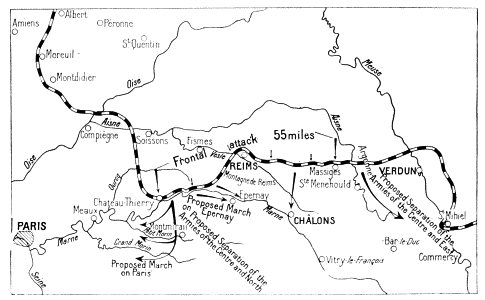 Albert
Amiens
Péronne
St Quentin
Moreuil
Montdidier
Oise
Meuse
Aisne
Compiègne
Soissons
Fismes
Vesle
attack
55 miles
Aisne
Oise
Frontal
REIMS
Argonne
VERDUN
Massiges
Ste Menehould
Montagne de Reims
Ourcq
Chateau-Thierry
Epernay
Marne
Proposed March
on Epernay
CHÂLONS
Meaux
PARIS
Marne
Montmirail
Petit Morin
Grand Morin
Proposed March
on Paris
Proposed Separation of the
Armies of the Centre and North
Proposed Separation of the
Armies of the Centre and East
St Mihiel
Bar-le-Duc
Commercy
Vitry-le-François
Seine